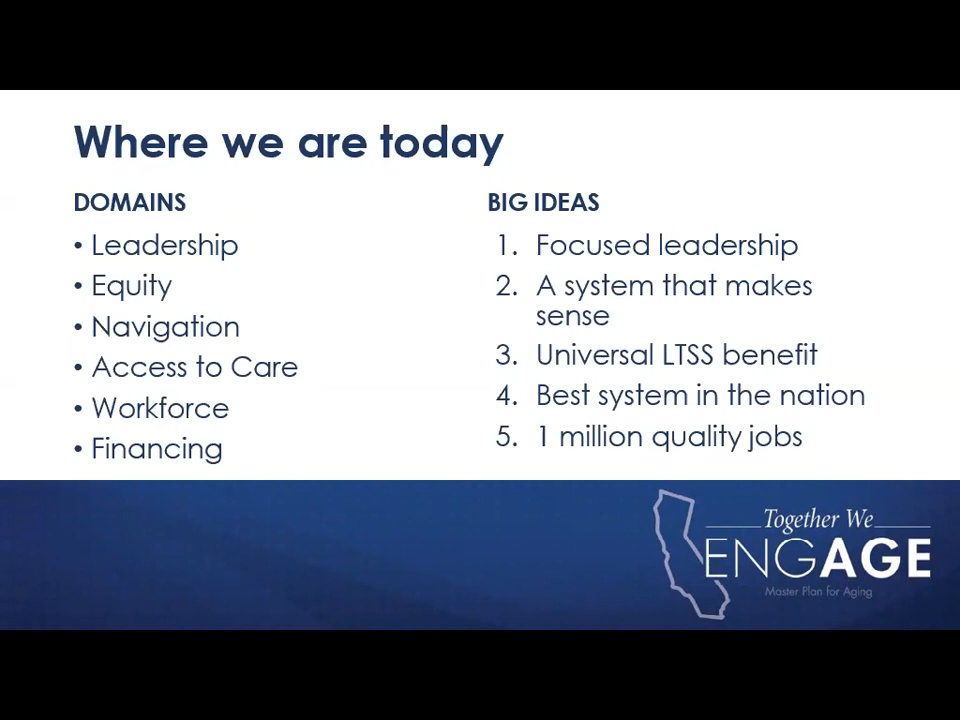 Where we are today
DOMAINS
• Leadership
• Equity
• Navigation
• Access to Care
• Workforce
• Financing
BIG IDEAS
1. Focused leadership
2. A system that makes
sense
3. Universal LTSS benefit
4. Best system in the nation
5. 1 million quality jobs
Together We
ENGAGE
Master Plan for Aging